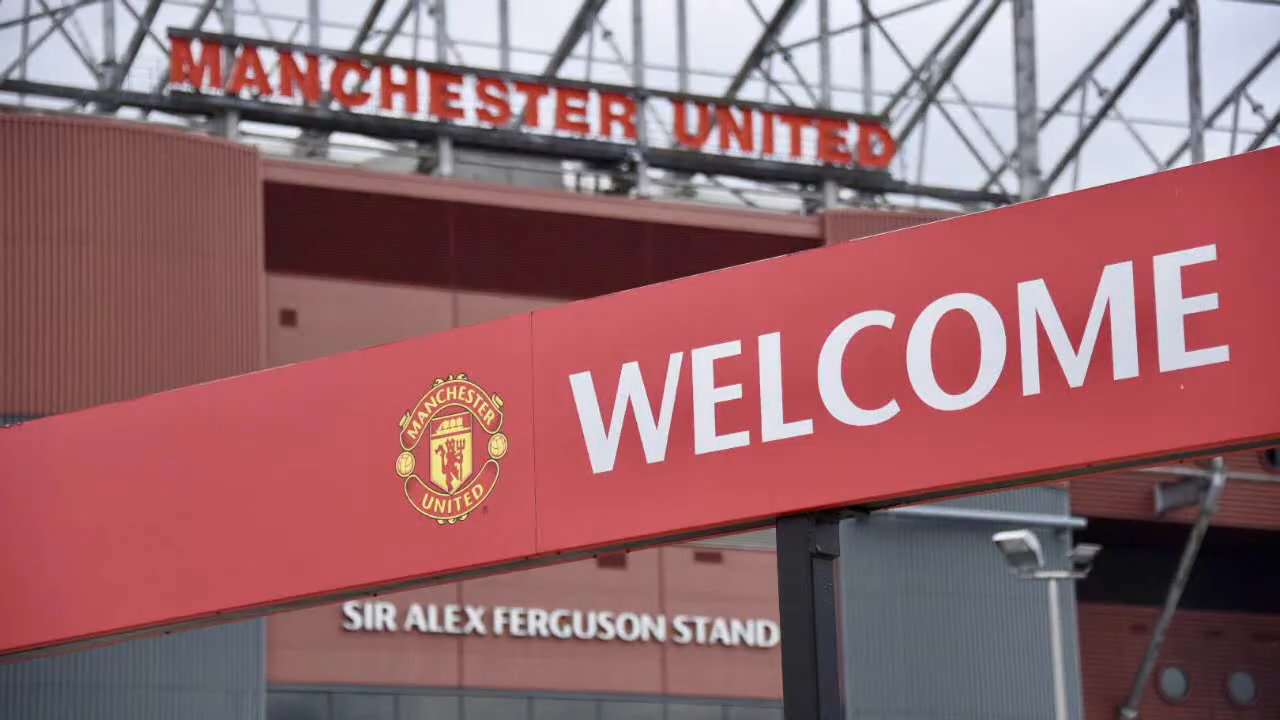 MANCHESTER UNITED
WELCOME
MANCHESTER
UNITED
SIR ALEX FERGUSON STAND